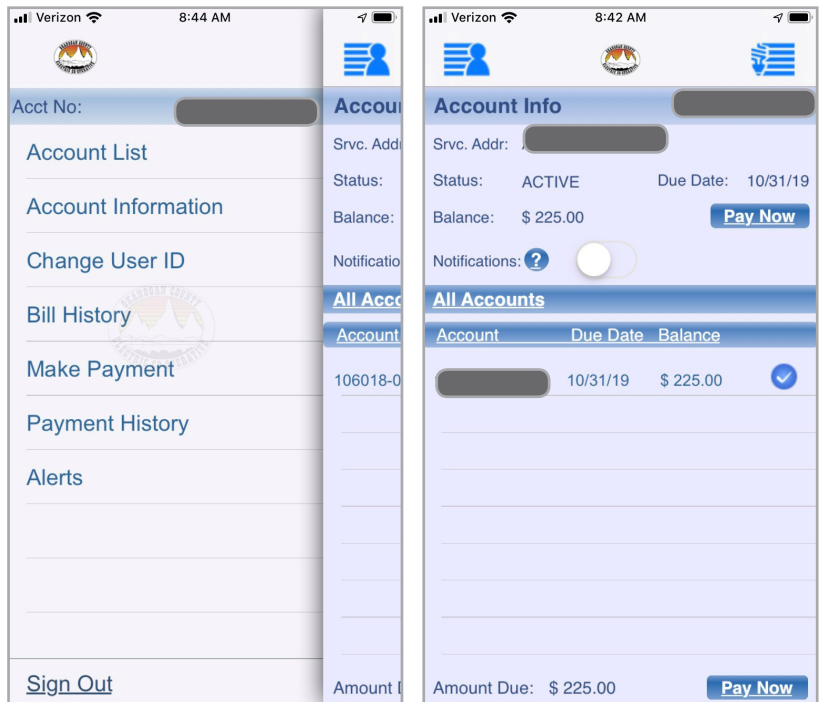 Verizon 8:44 AM
Acct No:
Account List
Account Information
Change User ID
Bill History
Make Payment
Payment History
Alerts
Sign Out
Accou
Srvc. Add
Status:
Balance:
Notificatio
All Acco
Account
106018-0
Amount
Verizon 8:42 AM
Account Info
Srvc. Addr:
Status: ACTIVE Due Date: 10/31/19
Balance: $ 225.00 Pay Now
Notifications: ?
All Accounts
Account Due Date Balance
10/31/19 $ 225.00
Amount Due: $ 225.00 Pay Now